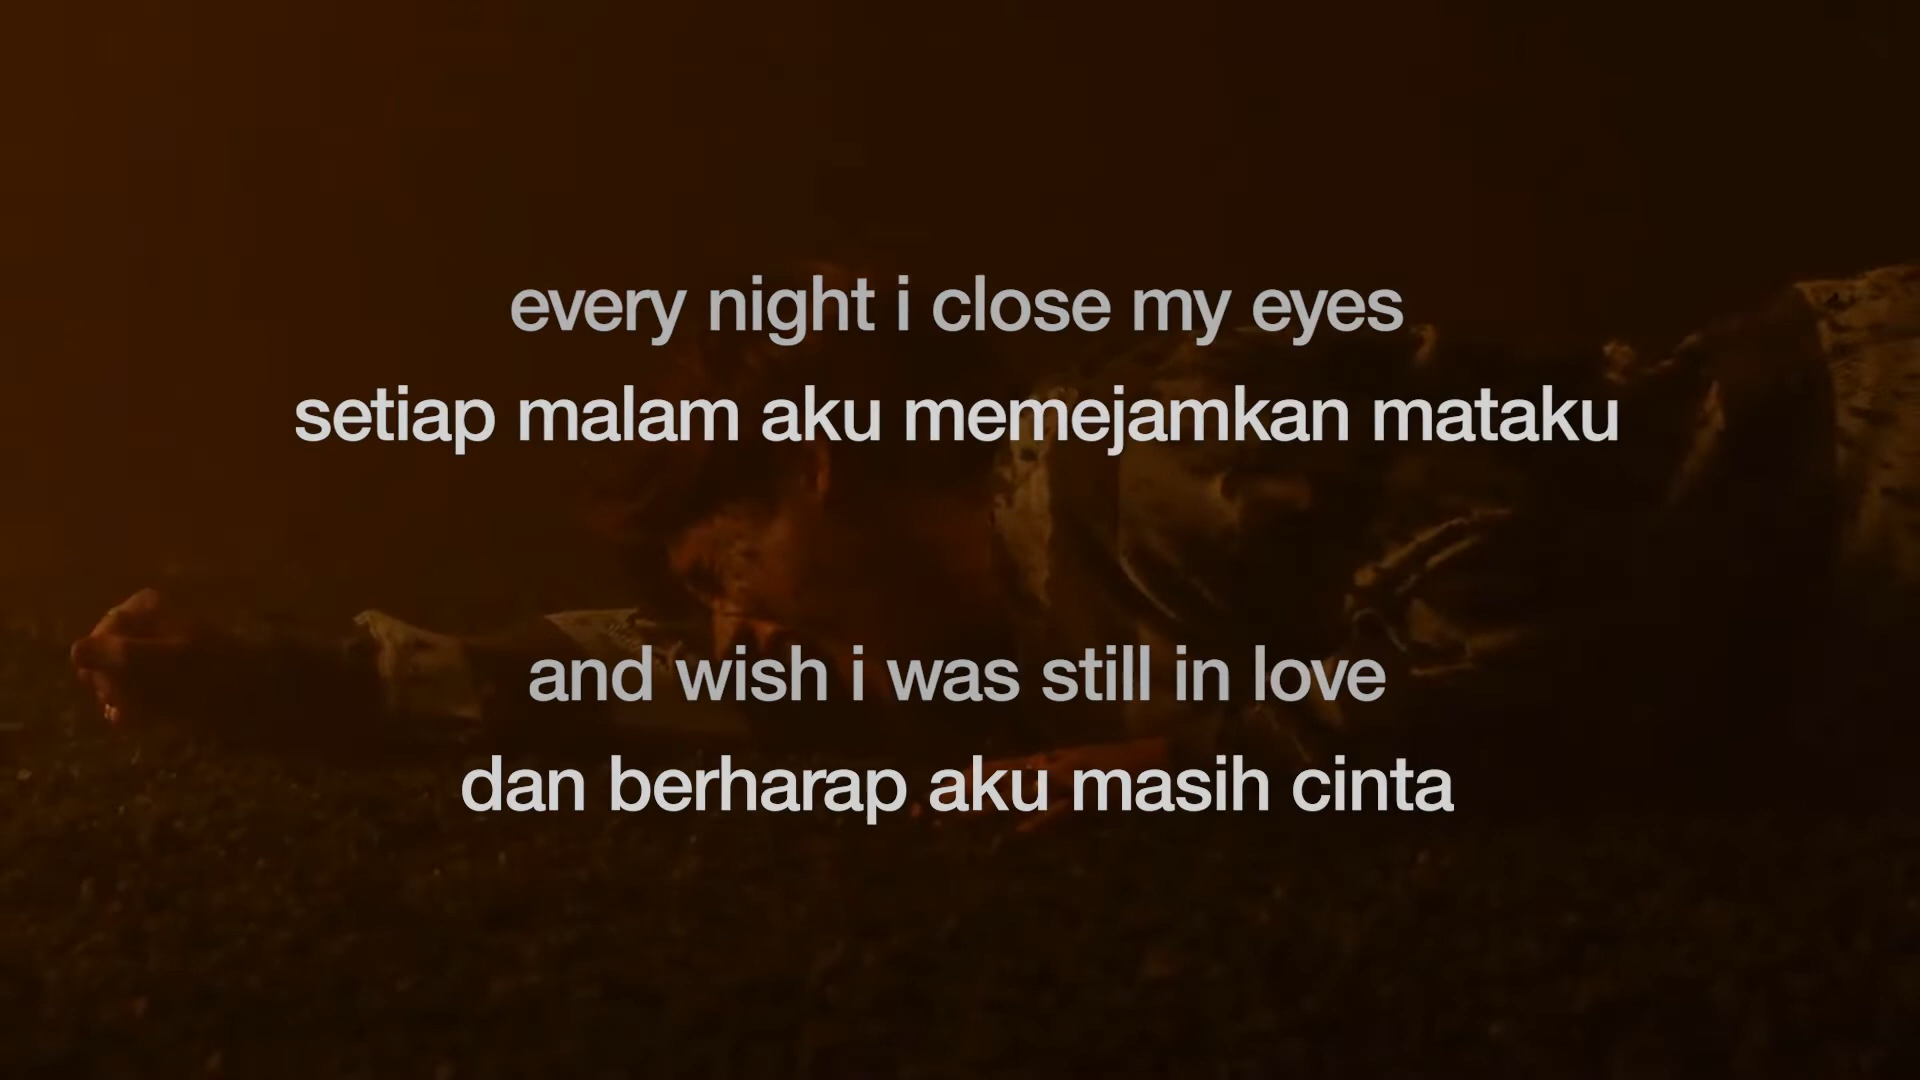 every night i close my eyes
setiap malam aku memejamkan mataku
and wish i was still in love
dan berharap aku masih cinta